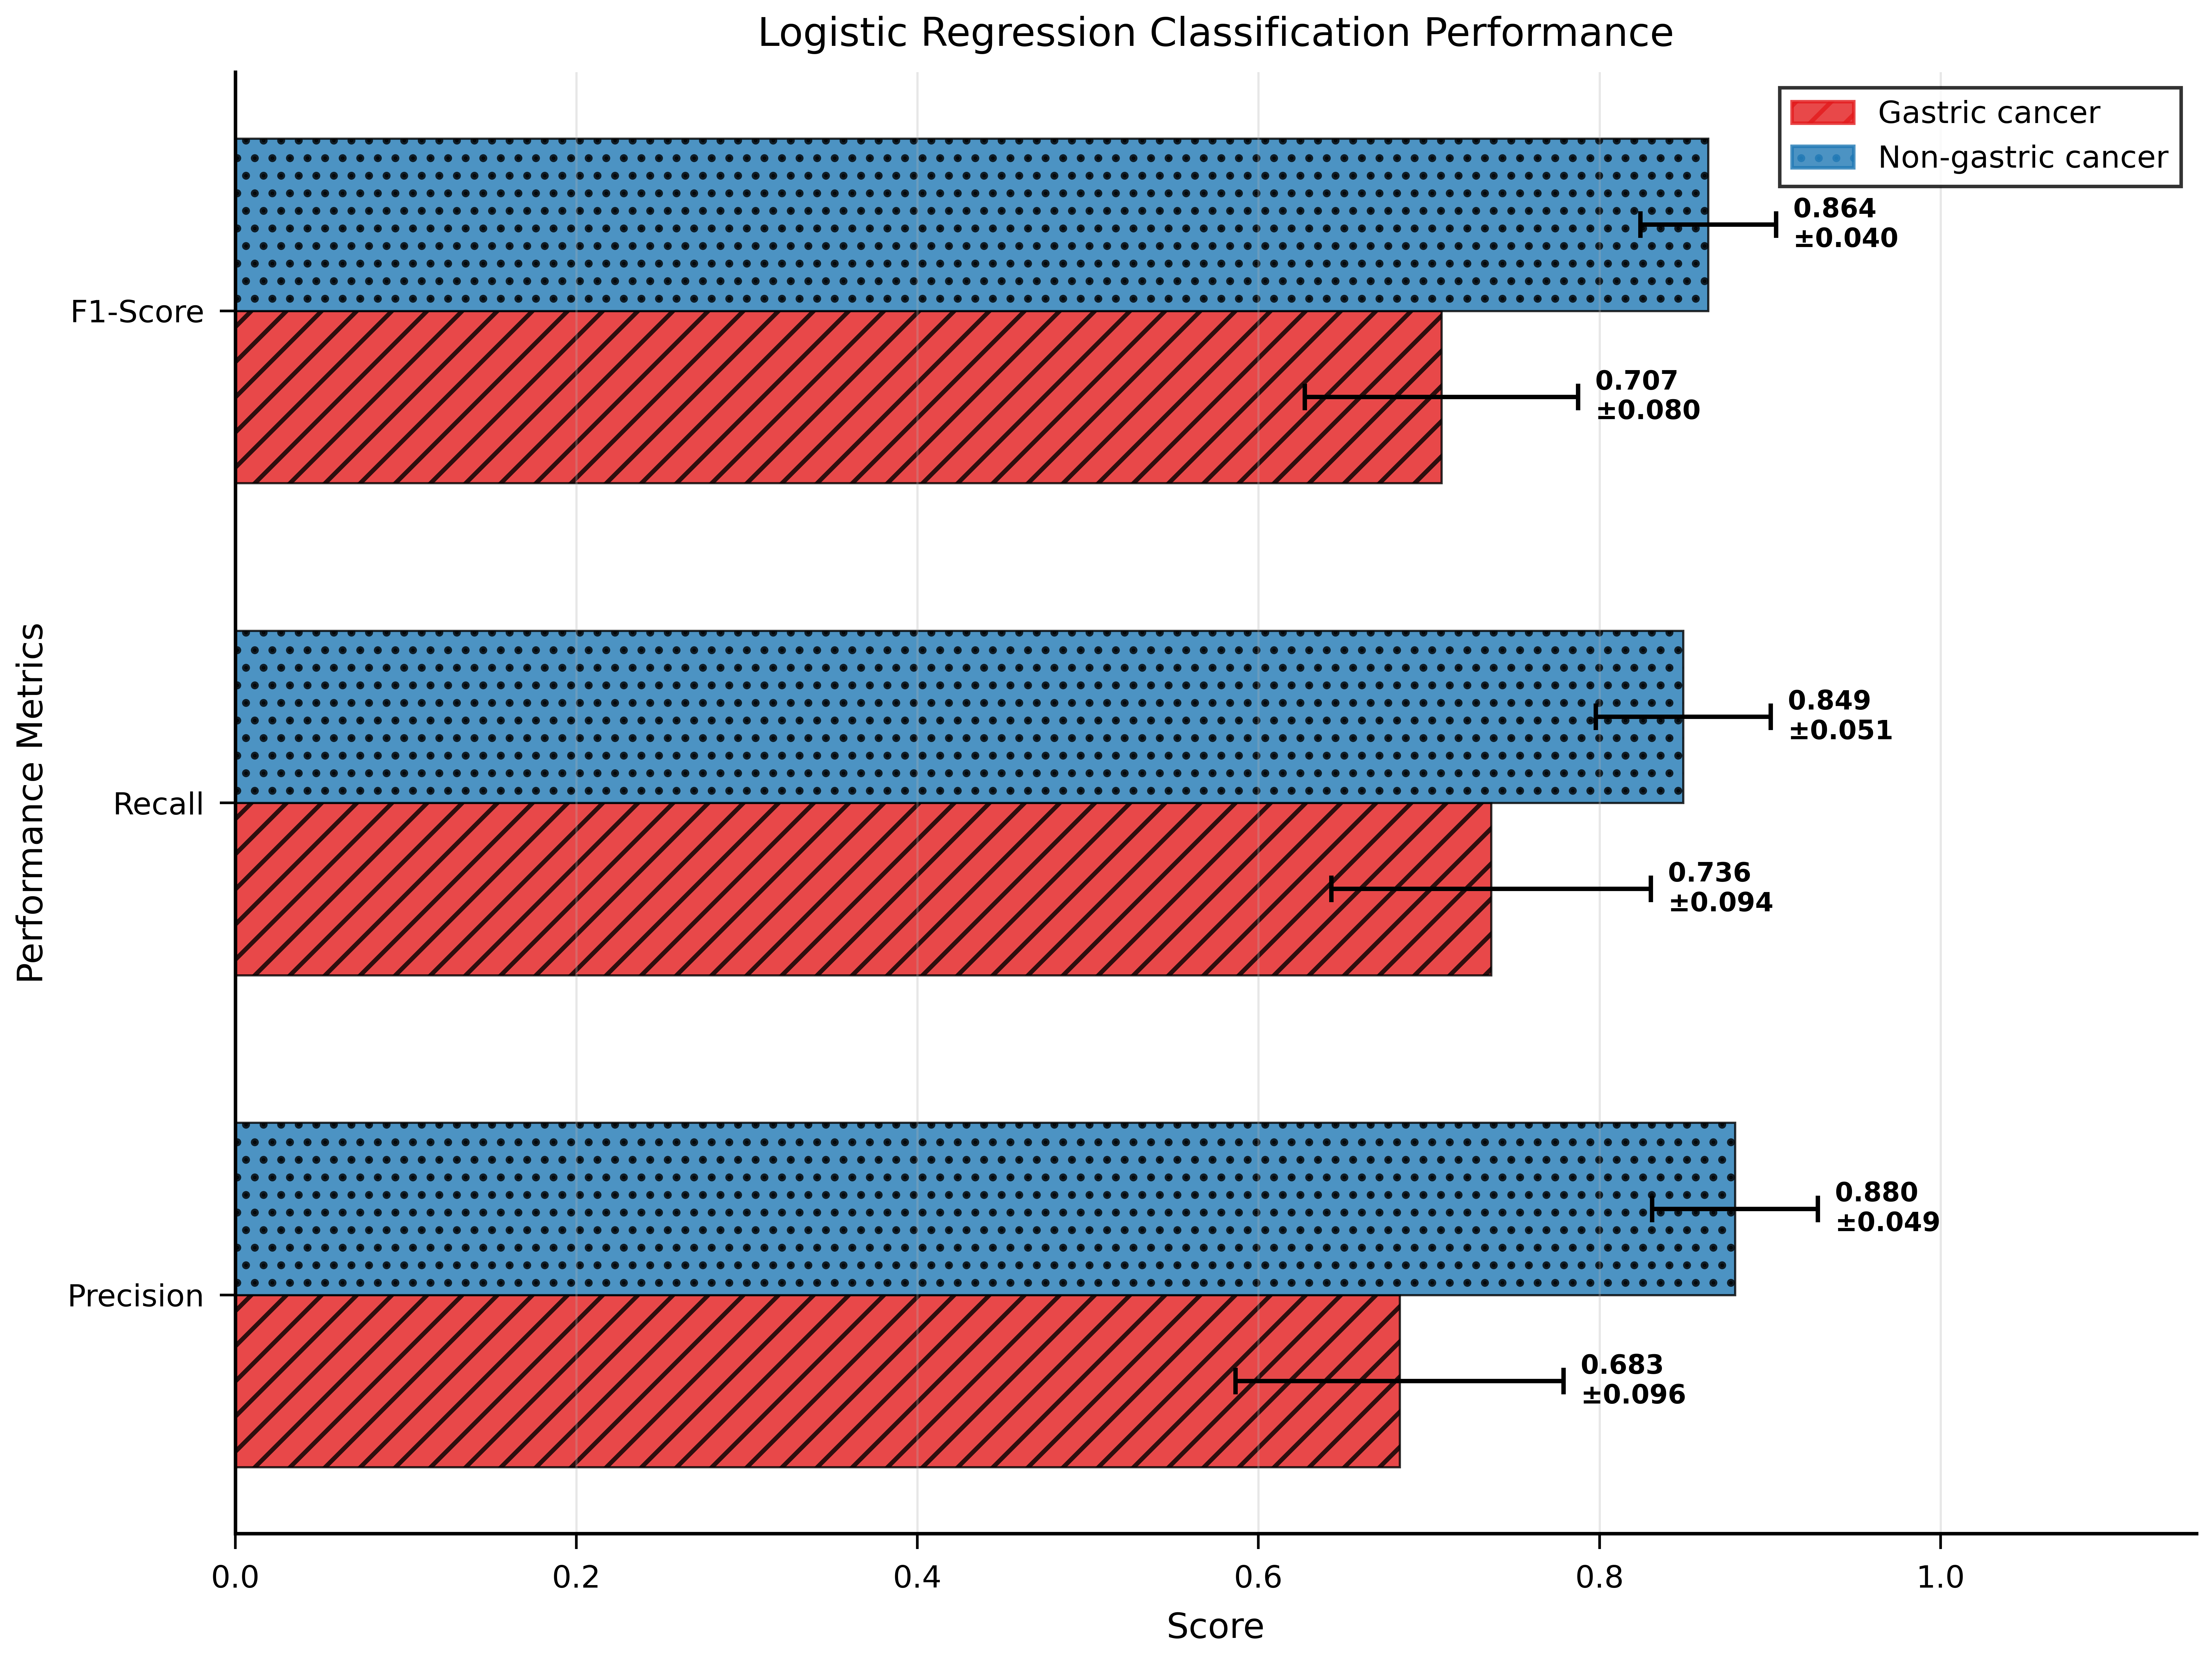 Logistic Regression Classification Performance
Gastric cancer
Non-gastric cancer
0.864
±0.040
F1-Score
0.707
±0.080
Performance Metrics
0.849
±0.051
Recall
0.736
±0.094
0.880
±0.049
Precision
0.683
±0.096
0.0 0.2 0.4 0.6 0.8 1.0
Score